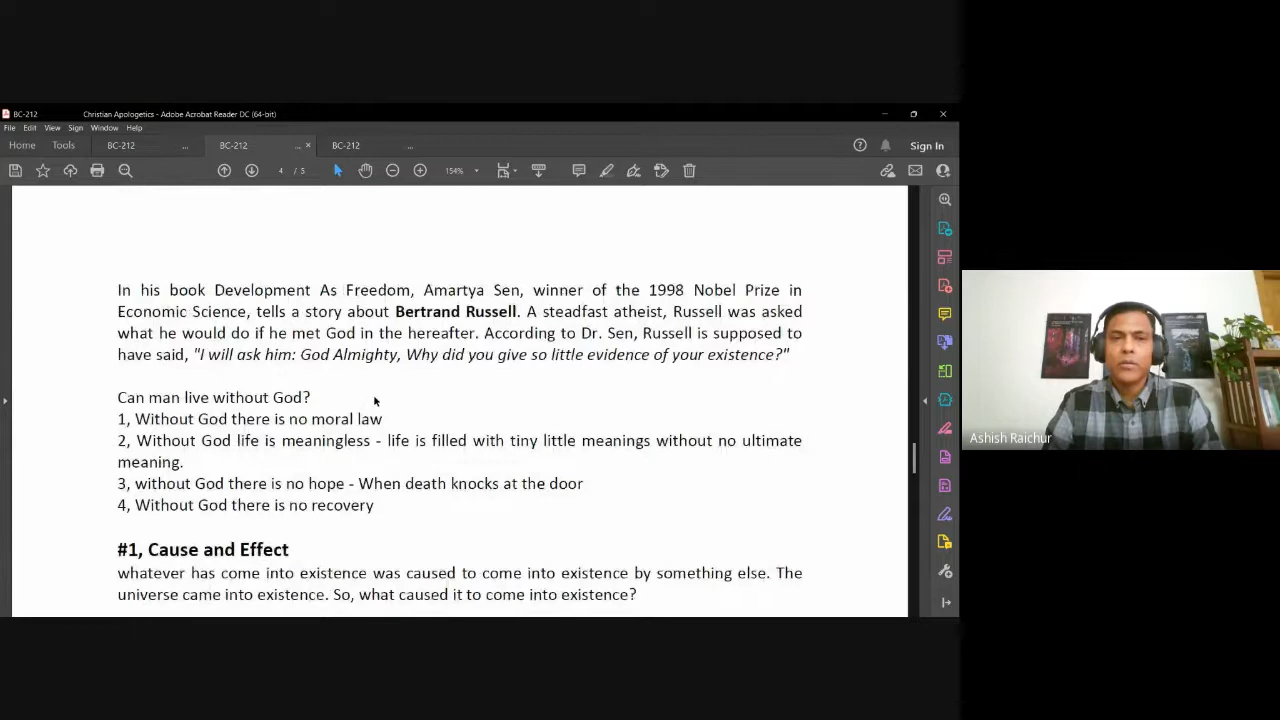 BC-212 Christian Apologetics - Adobe Acrobat Reader DC (64-bit)
File Edit View Sign Window Help
Home Tools BC-212 ... BC-212 ... × BC-212 ... Sign In
4 / 5 154%
In his book Development As Freedom, Amartya Sen, winner of the 1998 Nobel Prize in
Economic Science, tells a story about Bertrand Russell. A steadfast atheist, Russell was asked
what he would do if he met God in the hereafter. According to Dr. Sen, Russell is supposed to
have said, "I will ask him: God Almighty, Why did you give so little evidence of your existence?"
Can man live without God?
1, Without God there is no moral law
2, Without God life is meaningless - life is filled with tiny little meanings without no ultimate
meaning.
3, without God there is no hope - When death knocks at the door
4, Without God there is no recovery
#1, Cause and Effect
whatever has come into existence was caused to come into existence by something else. The
universe came into existence. So, what caused it to come into existence?
Ashish Raichur